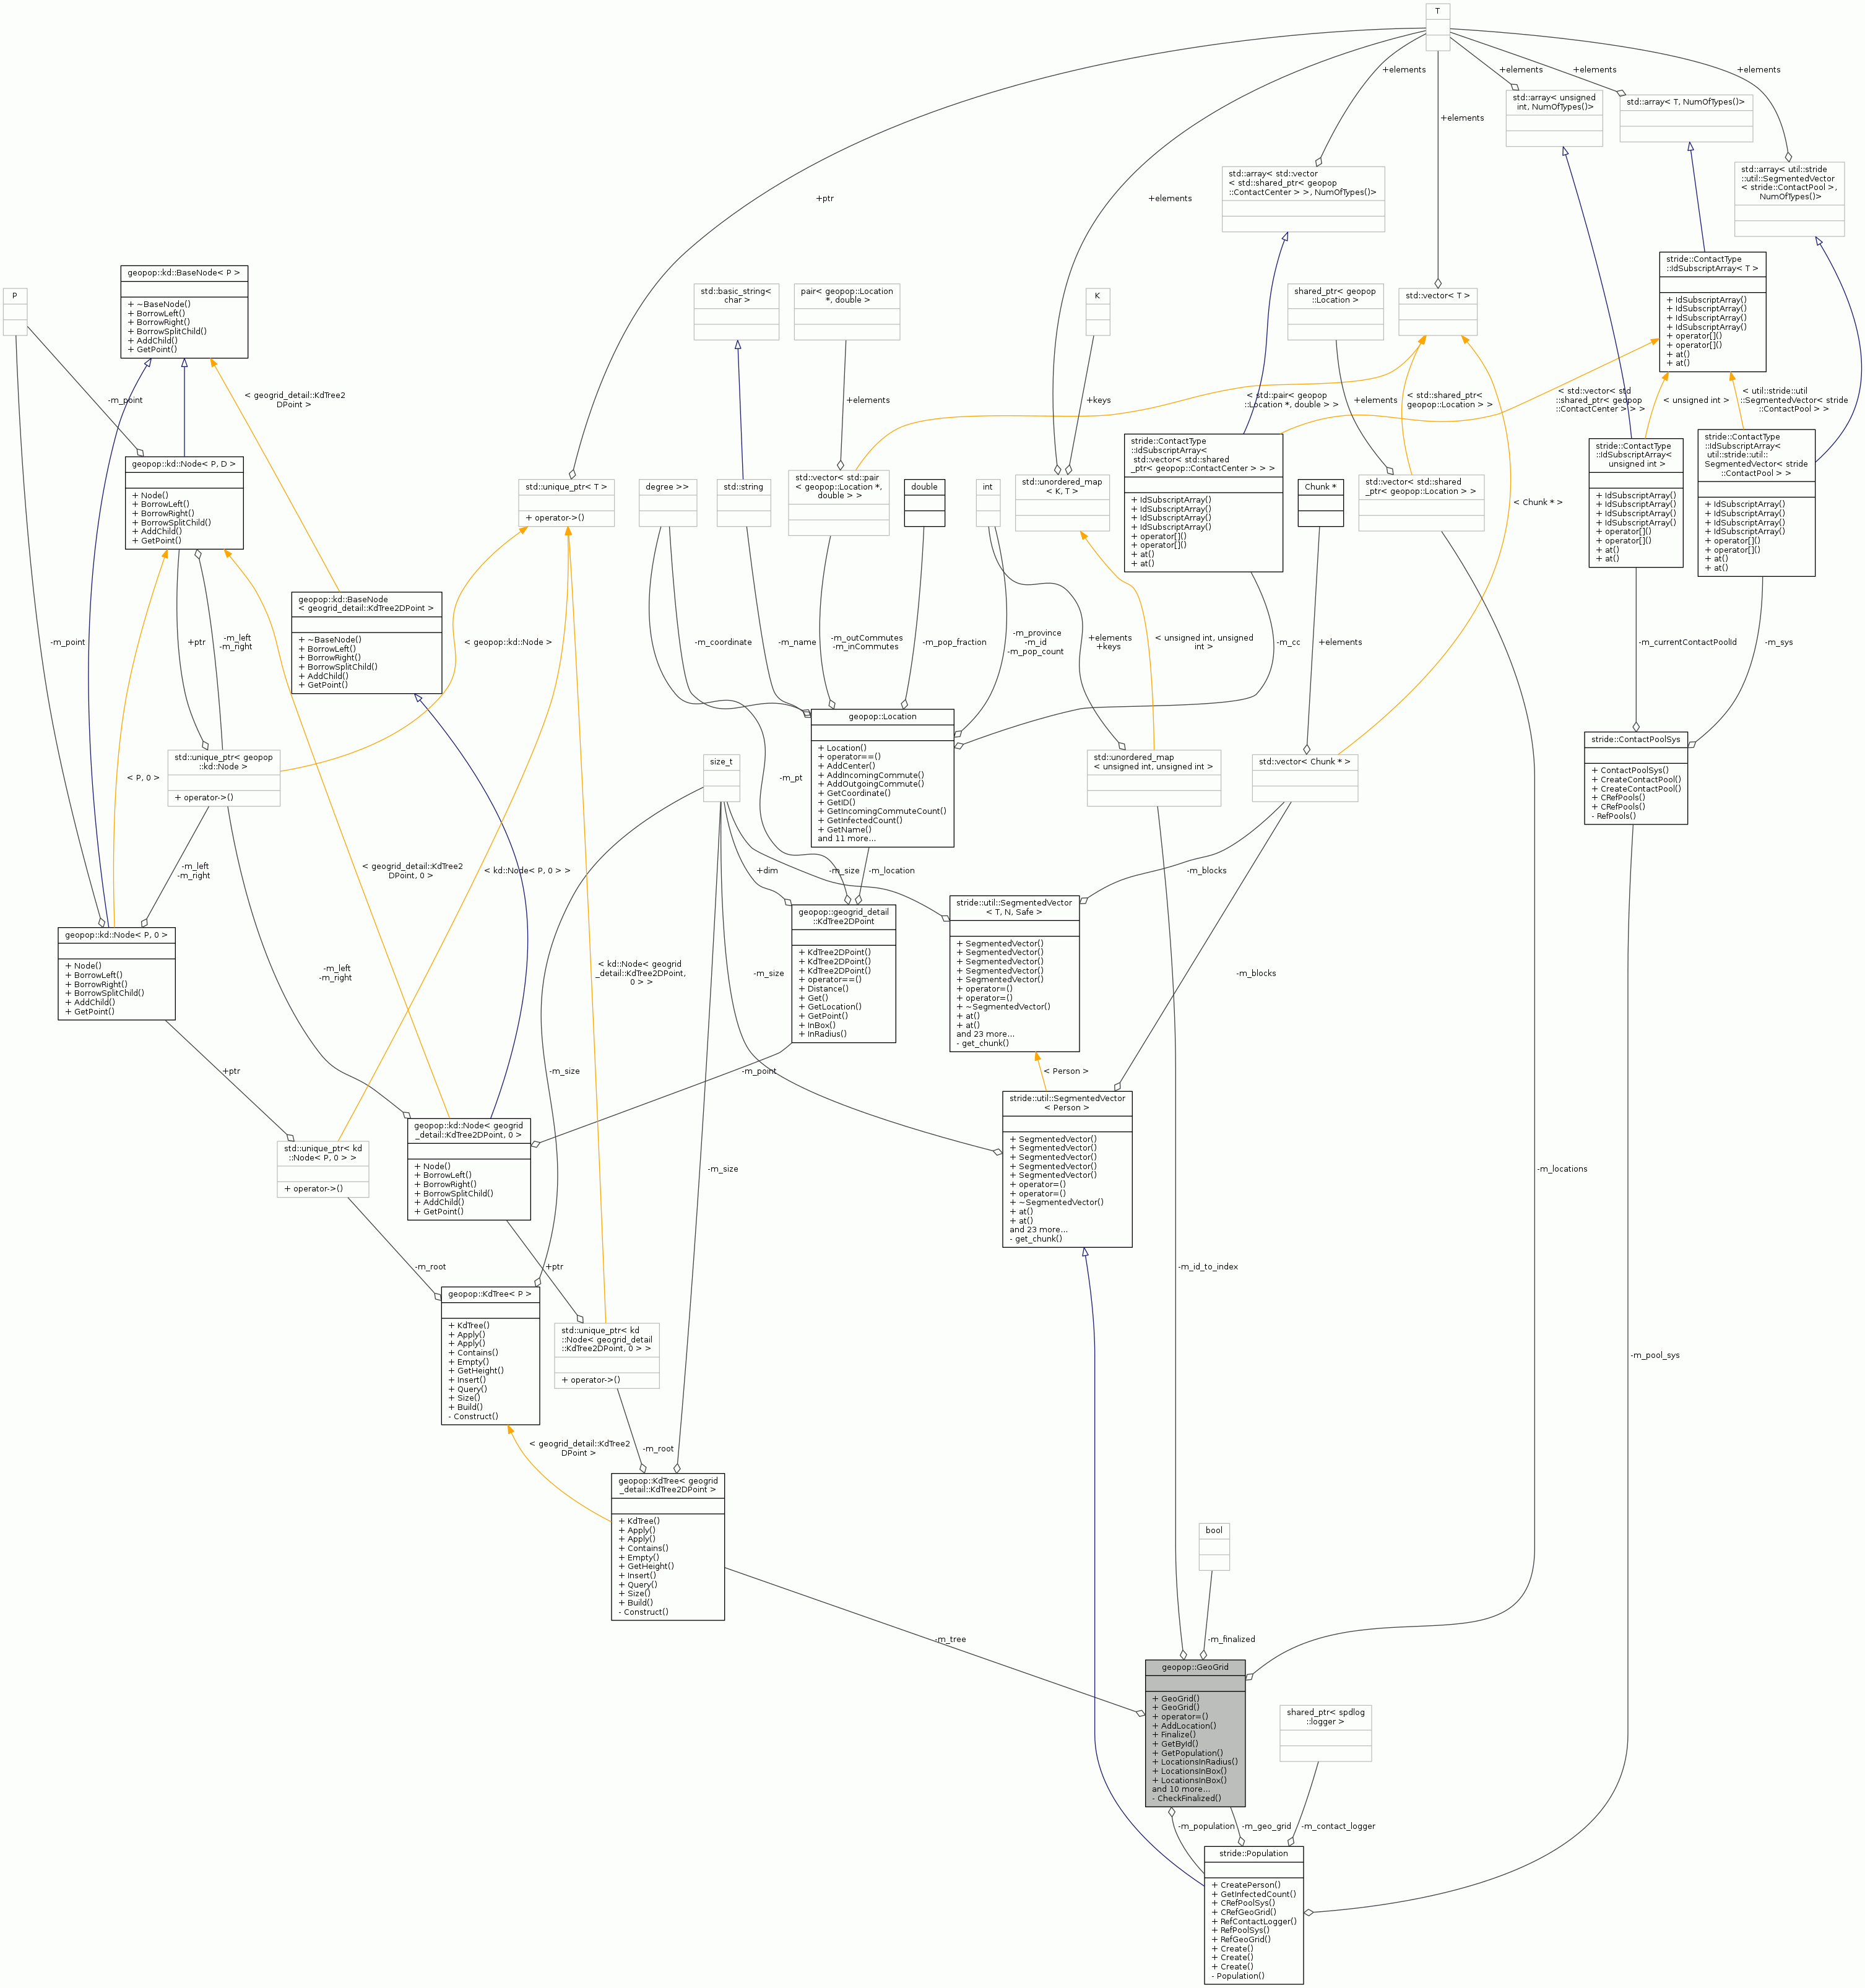 T
+elements
+elements
+elements
+elements
+elements
+ptr
std::array< unsigned
int, NumOfTypes()>
std::array< T, NumOfTypes()>
std::array< std::vector
< std::shared_ptr< geopop
::ContactCenter > >, NumOfTypes()>
std::array< util::stride
::util::SegmentedVector
< stride::ContactPool >,
NumOfTypes()>
P
geopop::kd::BaseNode< P >
+ ~BaseNode()
+ BorrowLeft()
+ BorrowRight()
+ BorrowSplitChild()
+ AddChild()
+ GetPoint()
std::basic_string<
char >
pair< geopop::Location
*, double >
K
shared_ptr< geopop
::Location >
std::vector< T >
stride::ContactType
::IdSubscriptArray< T >
+ IdSubscriptArray()
+ IdSubscriptArray()
+ IdSubscriptArray()
+ IdSubscriptArray()
+ operator[]()
+ operator[]()
+ at()
+ at()
-m_point
< geogrid_detail::KdTree2
DPoint >
+elements
+keys
< std::pair< geopop
::Location *, double > >
+elements
< std::shared_ptr<
geopop::Location > >
< std::vector< std
::shared_ptr< geopop
::ContactCenter > > >
< unsigned int >
< util::stride::util
::SegmentedVector< stride
::ContactPool > >
geopop::kd::Node< P, D >
+ Node()
+ BorrowLeft()
+ BorrowRight()
+ BorrowSplitChild()
+ AddChild()
+ GetPoint()
std::unique_ptr< T >
+ operator->()
degree >>
std::string
std::vector< std::pair
< geopop::Location *,
double > >
double
int
std::unordered_map
< K, T >
stride::ContactType
::IdSubscriptArray<
std::vector< std::shared
_ptr< geopop::ContactCenter > > >
+ IdSubscriptArray()
+ IdSubscriptArray()
+ IdSubscriptArray()
+ IdSubscriptArray()
+ operator[]()
+ operator[]()
+ at()
+ at()
Chunk *
std::vector< std::shared
_ptr< geopop::Location > >
< Chunk * >
stride::ContactType
::IdSubscriptArray<
unsigned int >
+ IdSubscriptArray()
+ IdSubscriptArray()
+ IdSubscriptArray()
+ IdSubscriptArray()
+ operator[]()
+ operator[]()
+ at()
+ at()
stride::ContactType
::IdSubscriptArray<
util::stride::util::
SegmentedVector< stride
::ContactPool > >
+ IdSubscriptArray()
+ IdSubscriptArray()
+ IdSubscriptArray()
+ IdSubscriptArray()
+ operator[]()
+ operator[]()
+ at()
+ at()
geopop::kd::BaseNode
< geogrid_detail::KdTree2DPoint >
+ ~BaseNode()
+ BorrowLeft()
+ BorrowRight()
+ BorrowSplitChild()
+ AddChild()
+ GetPoint()
-m_point
+ptr
-m_left
-m_right
< geopop::kd::Node >
-m_coordinate
-m_name
-m_outCommutes
-m_inCommutes
-m_pop_fraction
-m_province
-m_id
-m_pop_count
+elements
+keys
< unsigned int, unsigned
int >
-m_cc
+elements
-m_currentContactPoolId
-m_sys
std::unique_ptr< geopop
::kd::Node >
+ operator->()
size_t
geopop::Location
+ Location()
+ operator==()
+ AddCenter()
+ AddIncomingCommute()
+ AddOutgoingCommute()
+ GetCoordinate()
+ GetID()
+ GetIncomingCommuteCount()
+ GetInfectedCount()
+ GetName()
and 11 more...
std::unordered_map
< unsigned int, unsigned int >
std::vector< Chunk * >
stride::ContactPoolSys
+ ContactPoolSys()
+ CreateContactPool()
+ CreateContactPool()
+ CRefPools()
+ CRefPools()
- RefPools()
< P, 0 >
-m_pt
-m_left
-m_right
< geogrid_detail::KdTree2
DPoint, 0 >
< kd::Node< P, 0 > >
+dim
-m_size
-m_location
-m_blocks
geopop::kd::Node< P, 0 >
+ Node()
+ BorrowLeft()
+ BorrowRight()
+ BorrowSplitChild()
+ AddChild()
+ GetPoint()
geopop::geogrid_detail
::KdTree2DPoint
+ KdTree2DPoint()
+ KdTree2DPoint()
+ KdTree2DPoint()
+ operator==()
+ Distance()
+ Get()
+ GetLocation()
+ GetPoint()
+ InBox()
+ InRadius()
stride::util::SegmentedVector
< T, N, Safe >
+ SegmentedVector()
+ SegmentedVector()
+ SegmentedVector()
+ SegmentedVector()
+ SegmentedVector()
+ operator=()
+ operator=()
+ ~SegmentedVector()
+ at()
+ at()
and 23 more...
- get_chunk()
-m_left
-m_right
< kd::Node< geogrid
_detail::KdTree2DPoint,
0 > >
-m_size
-m_blocks
+ptr
-m_size
-m_point
< Person >
std::unique_ptr< kd
::Node< P, 0 > >
+ operator->()
geopop::kd::Node< geogrid
_detail::KdTree2DPoint, 0 >
+ Node()
+ BorrowLeft()
+ BorrowRight()
+ BorrowSplitChild()
+ AddChild()
+ GetPoint()
stride::util::SegmentedVector
< Person >
+ SegmentedVector()
+ SegmentedVector()
+ SegmentedVector()
+ SegmentedVector()
+ SegmentedVector()
+ operator=()
+ operator=()
+ ~SegmentedVector()
+ at()
+ at()
and 23 more...
- get_chunk()
-m_size
-m_locations
-m_root
+ptr
-m_id_to_index
geopop::KdTree< P >
+ KdTree()
+ Apply()
+ Apply()
+ Contains()
+ Empty()
+ GetHeight()
+ Insert()
+ Query()
+ Size()
+ Build()
- Construct()
std::unique_ptr< kd
::Node< geogrid_detail
::KdTree2DPoint, 0 > >
+ operator->()
-m_pool_sys
< geogrid_detail::KdTree2
DPoint >
-m_root
geopop::KdTree< geogrid
_detail::KdTree2DPoint >
+ KdTree()
+ Apply()
+ Apply()
+ Contains()
+ Empty()
+ GetHeight()
+ Insert()
+ Query()
+ Size()
+ Build()
- Construct()
bool
-m_tree
-m_finalized
geopop::GeoGrid
+ GeoGrid()
+ GeoGrid()
+ operator=()
+ AddLocation()
+ Finalize()
+ GetById()
+ GetPopulation()
+ LocationsInRadius()
+ LocationsInBox()
+ LocationsInBox()
and 10 more...
- CheckFinalized()
shared_ptr< spdlog
::logger >
-m_population
-m_geo_grid
-m_contact_logger
stride::Population
+ CreatePerson()
+ GetInfectedCount()
+ CRefPoolSys()
+ CRefGeoGrid()
+ RefContactLogger()
+ RefPoolSys()
+ RefGeoGrid()
+ Create()
+ Create()
+ Create()
- Population()